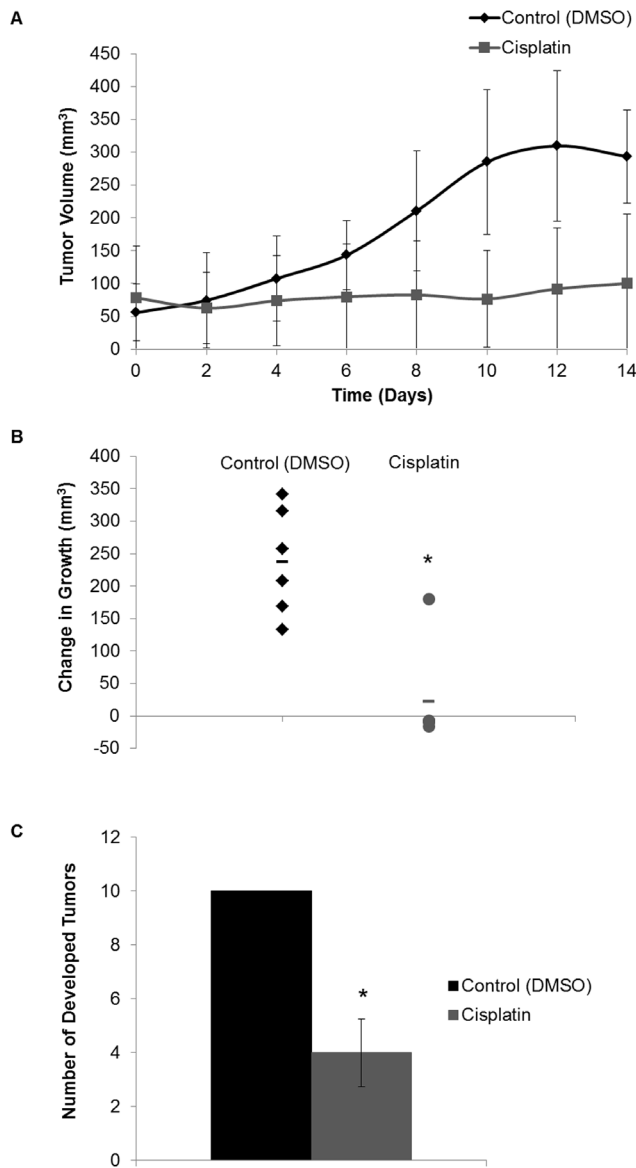 A
Control (DMSO)
Cisplatin
450
400
350
300
250
200
150
100
50
0
Tumor Volume (mm³)
0 2 4 6 8 10 12 14
Time (Days)
B
Control (DMSO) Cisplatin
400
350
300
250
200
150
100
50
0
-50
Change in Growth (mm³)
*
C
12
10
8
6
4
2
0
Number of Developed Tumors
*
Control (DMSO)
Cisplatin